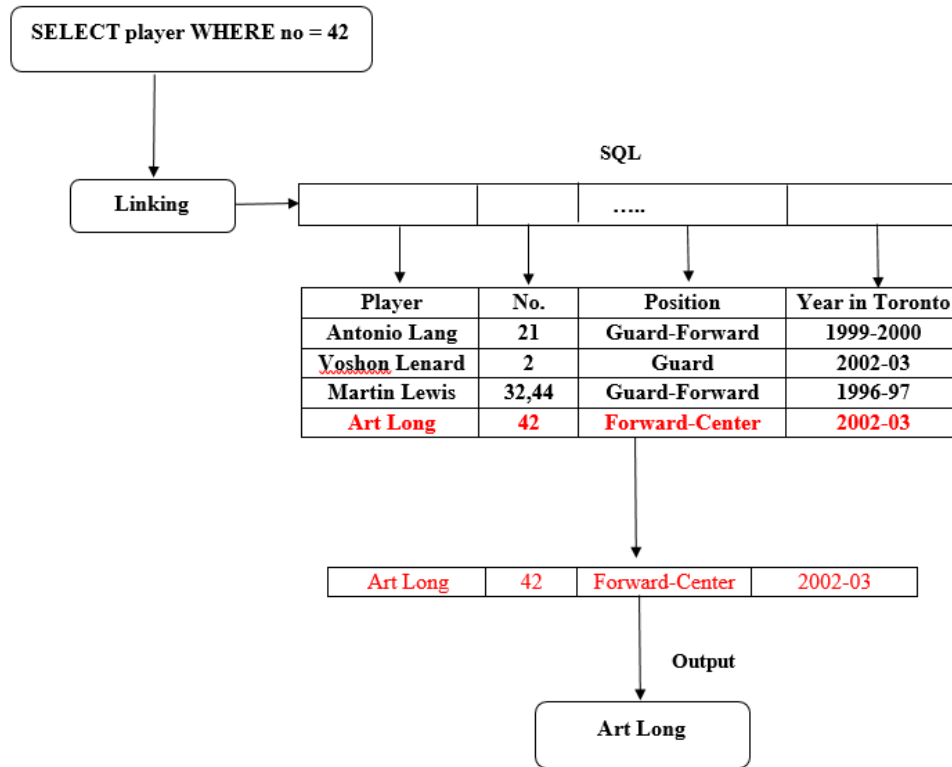 SELECT player WHERE no = 42
SQL
Linking
…..
Player No. Position Year in Toronto
Antonio Lang 21 Guard-Forward 1999-2000
Voshon Lenard 2 Guard 2002-03
Martin Lewis 32,44 Guard-Forward 1996-97
Art Long 42 Forward-Center 2002-03
Art Long 42 Forward-Center 2002-03
Output
Art Long